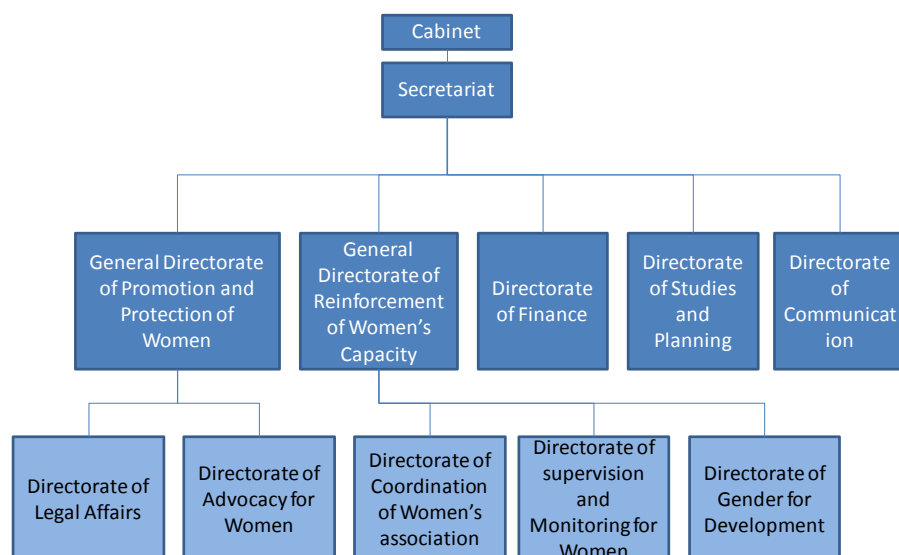 Cabinet
Secretariat
General Directorate
of Promotion and
Protection of
Women
General
Directorate of
Reinforcement
of Women's
Capacity
Directorate
of Finance
Directorate
of Studies
and
Planning
Directorate
of
Communicat
ion
Directorate of
Legal Affairs
Directorate of
Advocacy for
Women
Directorate of
Coordination
of Women's
association
Directorate of
supervision
and
Monitoring for
Women
Directorate of
Gender for
Development